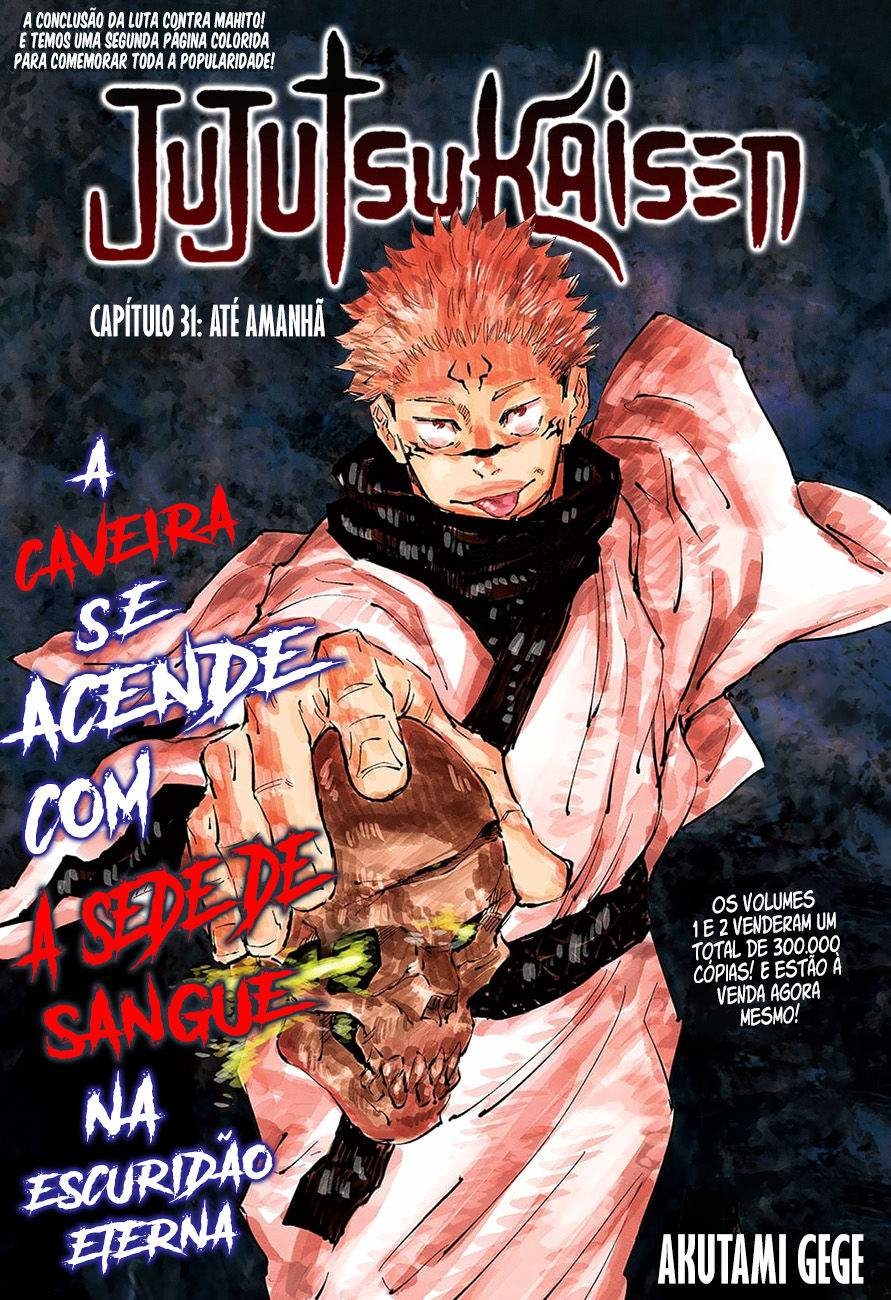 A CONCLUSÃO DA LUTA CONTRA MAHITO!
E TEMOS UMA SEGUNDA PÁGINA COLORIDA
PARA COMEMORAR TODA A POPULARIDADE!
JUJUTSU KAISEN
CAPÍTULO 31: ATÉ AMANHÃ
A
CAVEIRA
SE
ACENDE
COM
A SEDE DE
SANGUE
NA
ESCURIDÃO
ETERNA
OS VOLUMES
1 E 2 VENDERAM UM
TOTAL DE 300.000
CÓPIAS! E ESTÃO À
VENDA AGORA
MESMO!
AKUTAMI GEGE